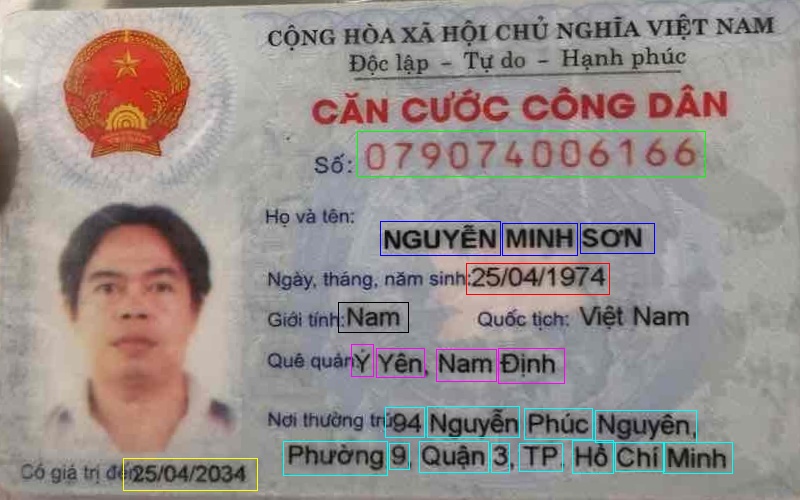 CỘNG HÒA XÃ HỘI CHỦ NGHĨA VIỆT NAM
Độc lập - Tự do - Hạnh phúc
CĂN CƯỚC CÔNG DÂN
Số: 079074006166
Họ và tên:
NGUYỄN MINH SƠN
Ngày, tháng, năm sinh: 25/04/1974
Giới tính: Nam Quốc tịch: Việt Nam
Quê quán: Ý Yên, Nam Định
Nơi thường trú: 94 Nguyễn Phúc Nguyên,
Phường 9, Quận 3, TP. Hồ Chí Minh
Có giá trị đến: 25/04/2034